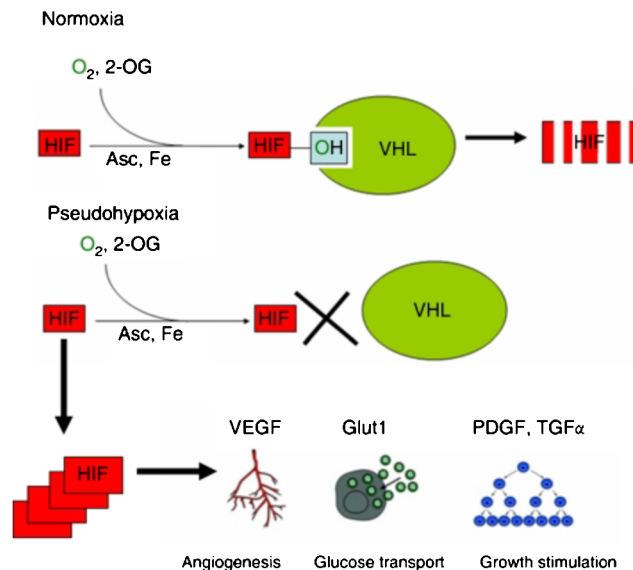 Normoxia
O₂, 2-OG
HIF
Asc, Fe
HIF
OH
VHL
HIF
Pseudohypoxia
O₂, 2-OG
HIF
Asc, Fe
HIF
VHL
HIF
VEGF
Glut1
PDGF, TGFα
Angiogenesis
Glucose transport
Growth stimulation